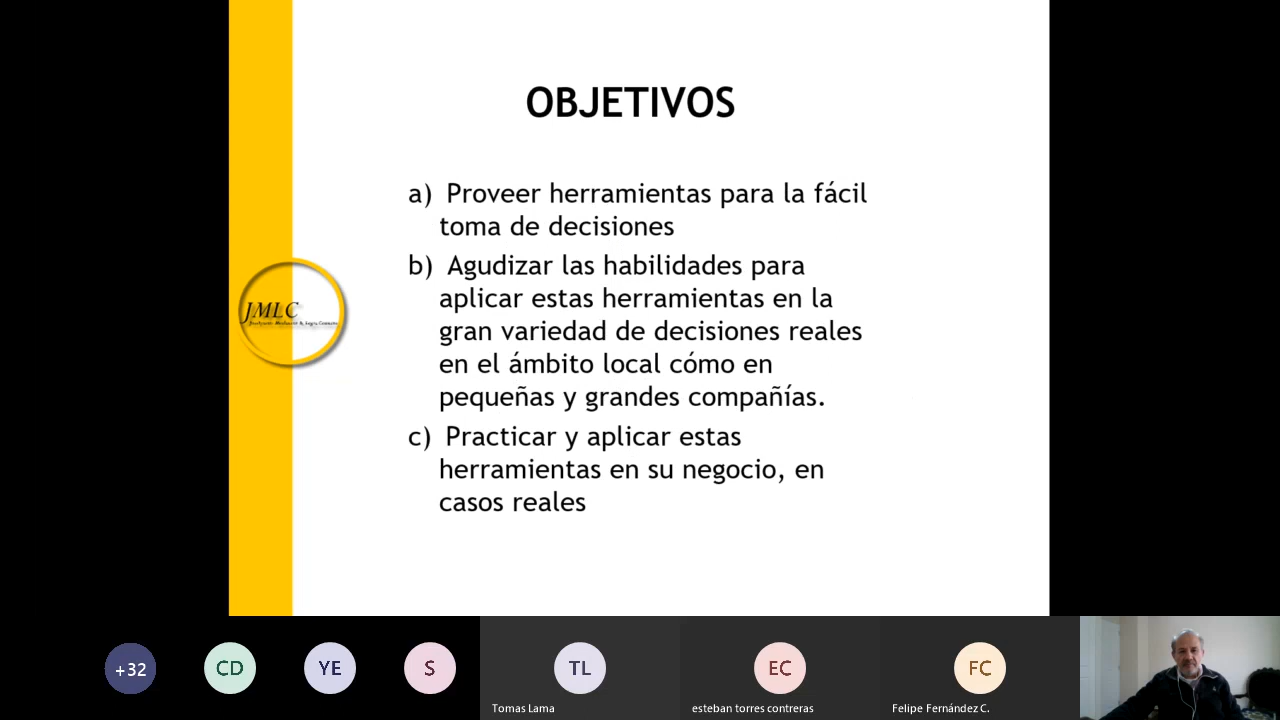 OBJETIVOS
a) Proveer herramientas para la fácil
toma de decisiones
b) Agudizar las habilidades para
aplicar estas herramientas en la
gran variedad de decisiones reales
en el ámbito local cómo en
pequeñas y grandes compañías.
c) Practicar y aplicar estas
herramientas en su negocio, en
casos reales
JMLC
+32
CD
YE
S
TL
EC
FC
Tomas Lama
esteban torres contreras
Felipe Fernández C.